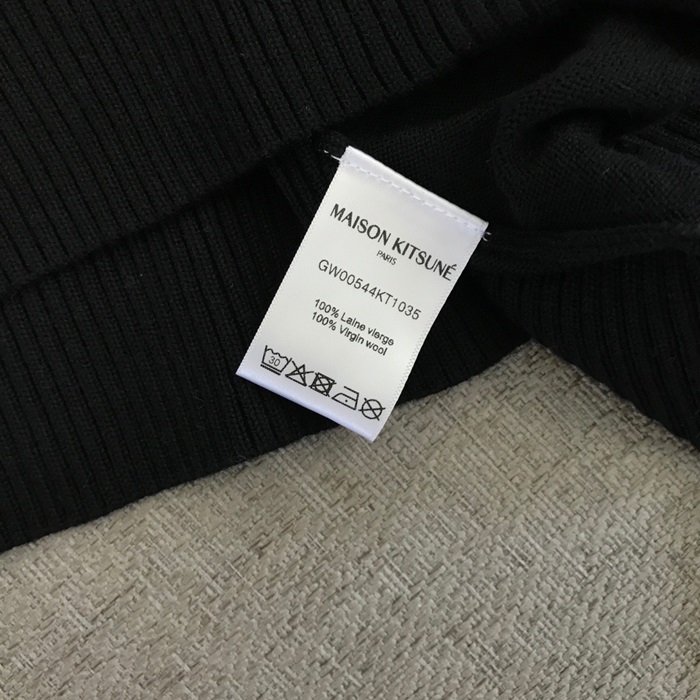 MAISON KITSUNÉ
PARIS
GW00544KT1035
100% Laine vierge
100% Virgin wool
30